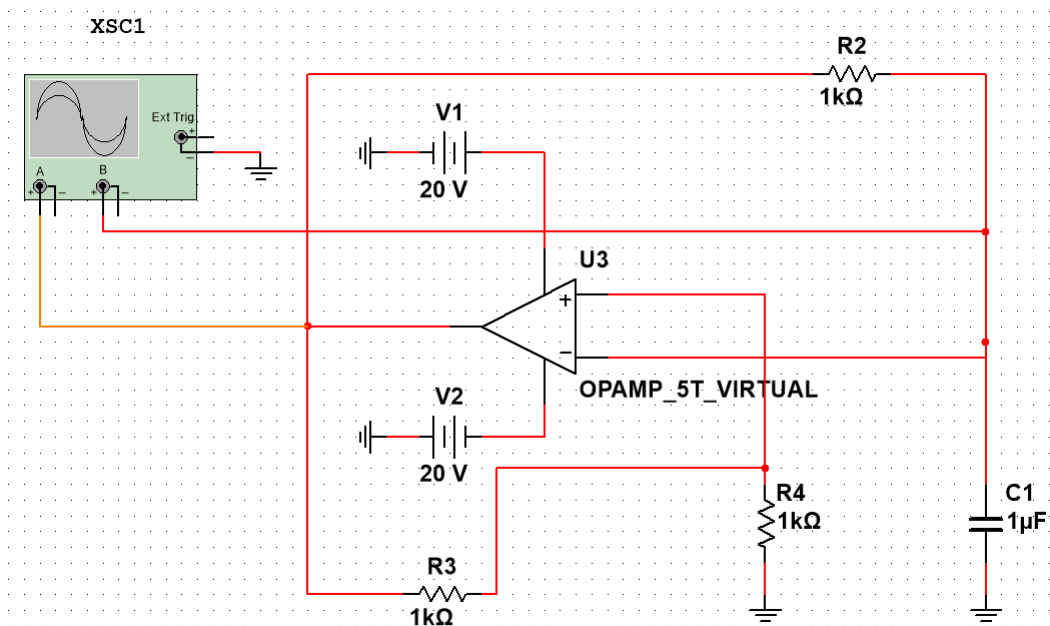 XSC1
R2
1kΩ
V1
20 V
Ext Trig
+
−
A
B
+
−
+
−
U3
+
−
OPAMP_5T_VIRTUAL
V2
20 V
R4
1kΩ
C1
1µF
R3
1kΩ